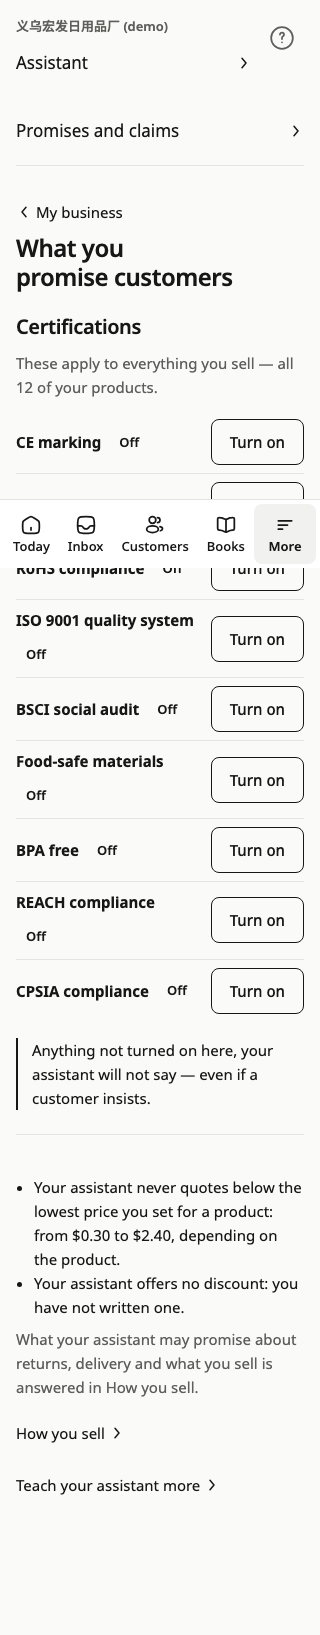 义乌宏发日用品厂 (demo)
Assistant
Promises and claims
My business
What you
promise customers
Certifications
These apply to everything you sell — all
12 of your products.
CE marking Off Turn on
Today Inbox Customers Books More
RoHS compliance Off Turn on
ISO 9001 quality system
Off Turn on
BSCI social audit Off Turn on
Food-safe materials
Off Turn on
BPA free Off Turn on
REACH compliance
Off Turn on
CPSIA compliance Off Turn on
Anything not turned on here, your
assistant will not say — even if a
customer insists.
• Your assistant never quotes below the
lowest price you set for a product:
from $0.30 to $2.40, depending on
the product.
• Your assistant offers no discount: you
have not written one.
What your assistant may promise about
returns, delivery and what you sell is
answered in How you sell.
How you sell
Teach your assistant more